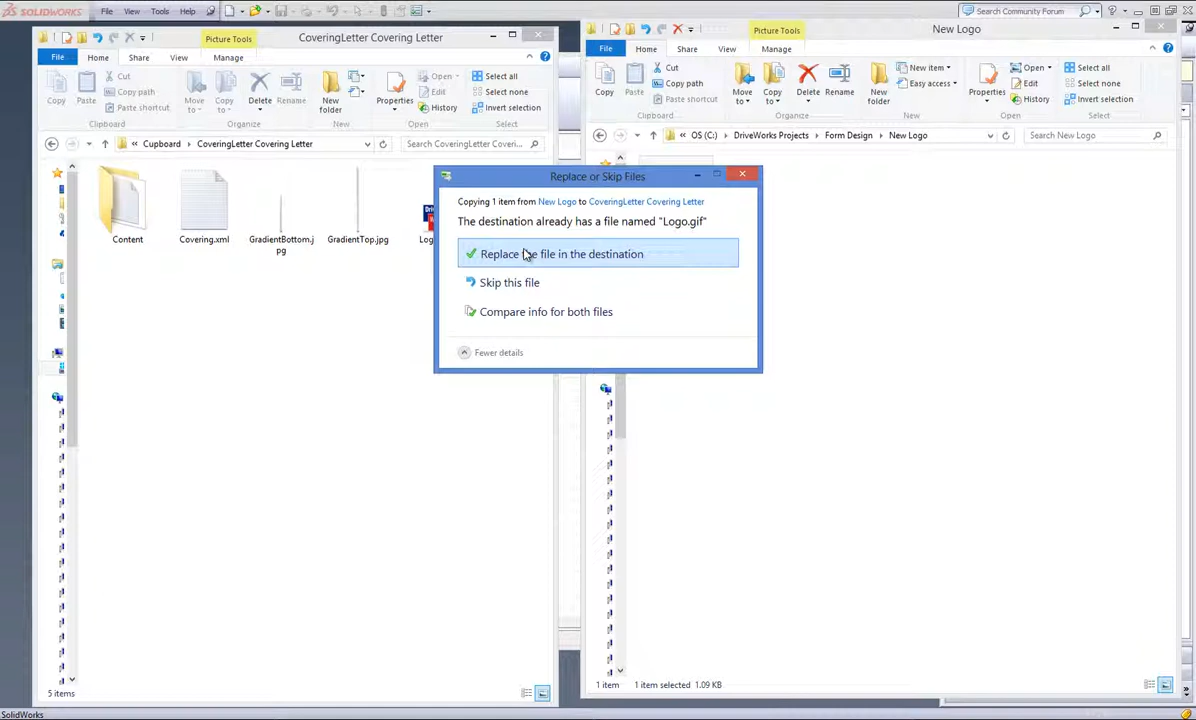 SOLIDWORKS File View Tools Help Search Community Forum
Picture Tools CoveringLetter Covering Letter
File Home Share View Manage
Copy Paste Cut Copy path Paste shortcut Move to Copy to Delete Rename New folder Properties Open Edit History Select all Select none Invert selection
Clipboard Organize New Open Select
Cupboard CoveringLetter Covering Letter Search CoveringLetter Coveri...
Content Covering.xml GradientBottom.j
pg GradientTop.jpg
5 items
Picture Tools New Logo
File Home Share View Manage
Copy Paste Cut Copy path Paste shortcut Move to Copy to Delete Rename New folder New item Easy access Properties Open Edit History Select all Select none Invert selection
Clipboard Organize New Open Select
OS (C:) DriveWorks Projects Form Design New Logo Search New Logo
1 item 1 item selected 1.09 KB
Replace or Skip Files
Copying 1 item from New Logo to CoveringLetter Covering Letter
The destination already has a file named "Logo.gif"
Replace the file in the destination
Skip this file
Compare info for both files
Fewer details
SolidWorks